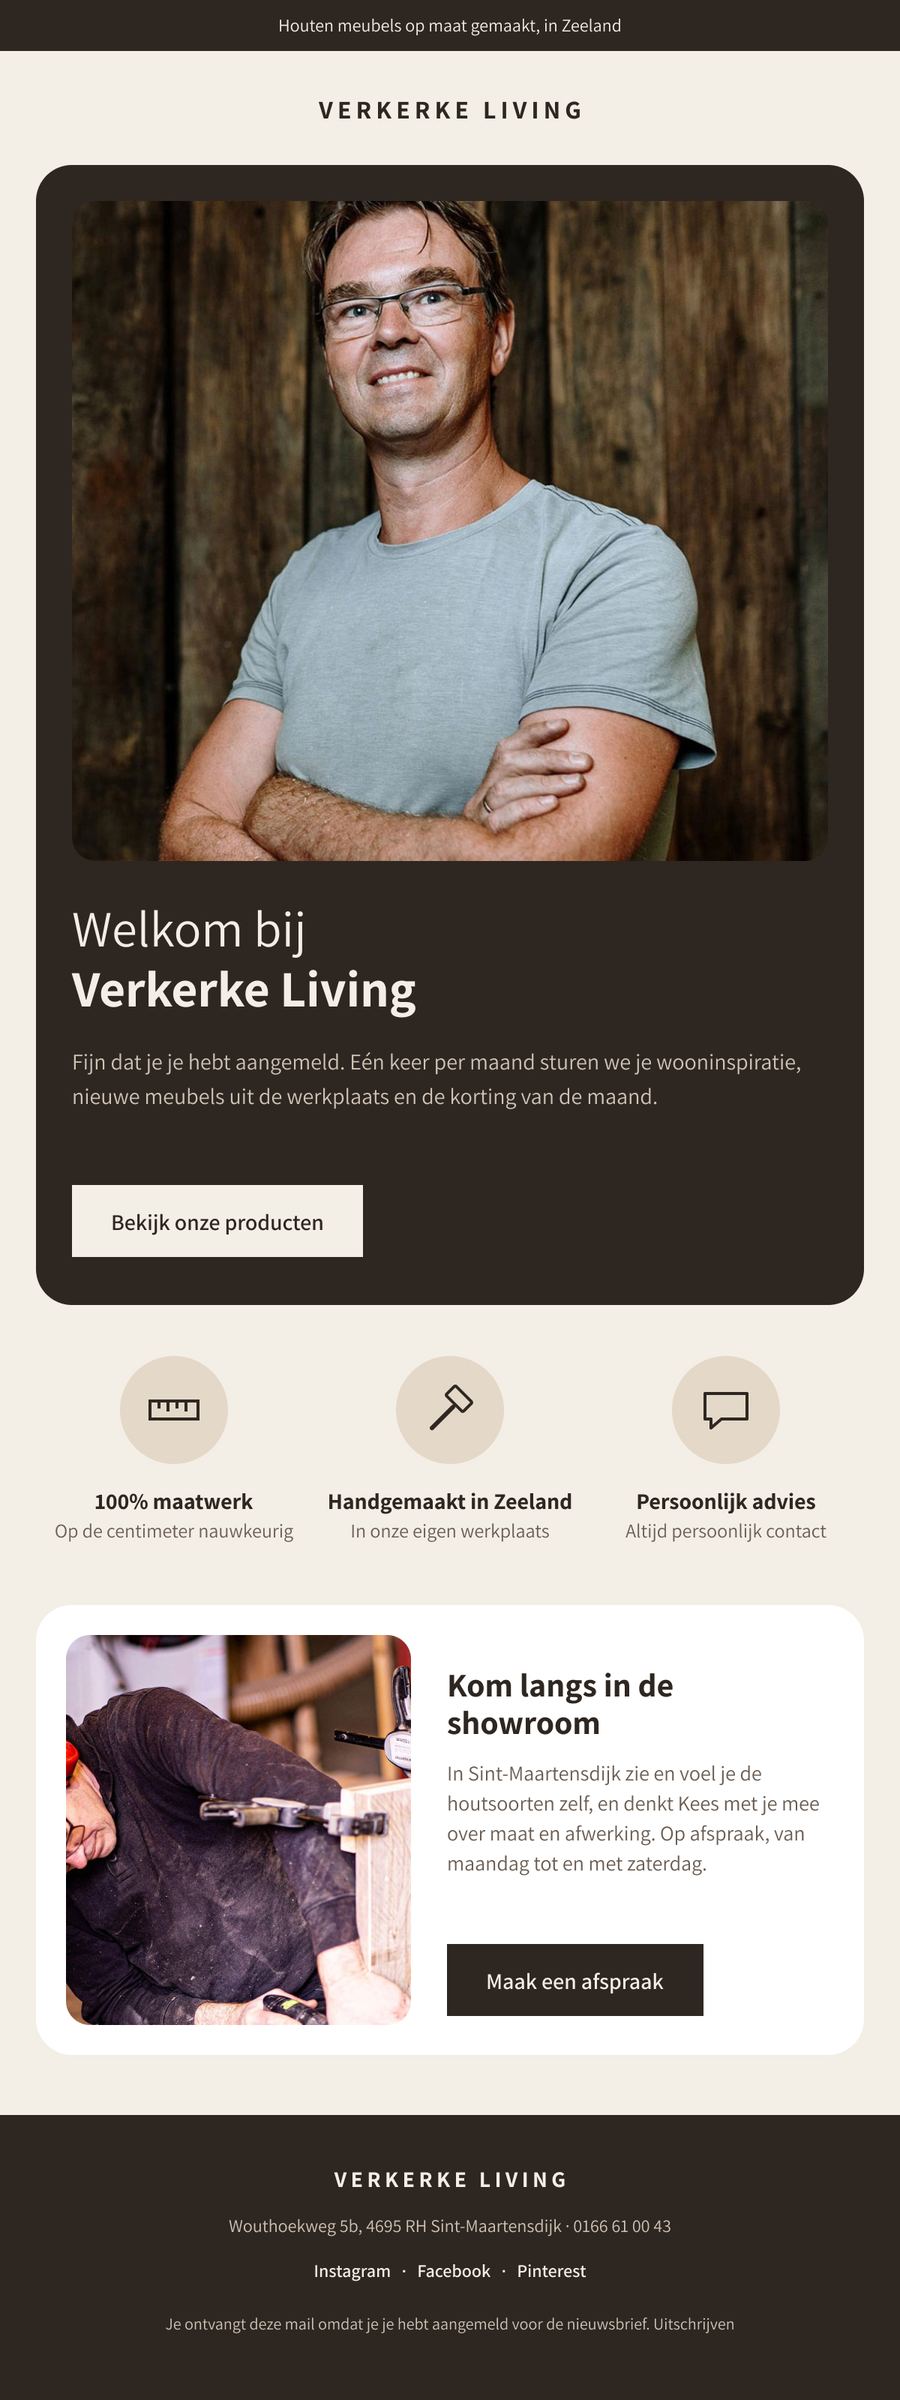 Houten meubels op maat gemaakt, in Zeeland
VERKERKE LIVING
Welkom bij
Verkerke Living
Fijn dat je je hebt aangemeld. Eén keer per maand sturen we je wooninspiratie,
nieuwe meubels uit de werkplaats en de korting van de maand.
Bekijk onze producten
100% maatwerk
Op de centimeter nauwkeurig
Handgemaakt in Zeeland
In onze eigen werkplaats
Persoonlijk advies
Altijd persoonlijk contact
Kom langs in de
showroom
In Sint-Maartensdijk zie en voel je de
houtsoorten zelf, en denkt Kees met je mee
over maat en afwerking. Op afspraak, van
maandag tot en met zaterdag.
Maak een afspraak
VERKERKE LIVING
Wouthoekweg 5b, 4695 RH Sint-Maartensdijk · 0166 61 00 43
Instagram · Facebook · Pinterest
Je ontvangt deze mail omdat je je hebt aangemeld voor de nieuwsbrief. Uitschrijven